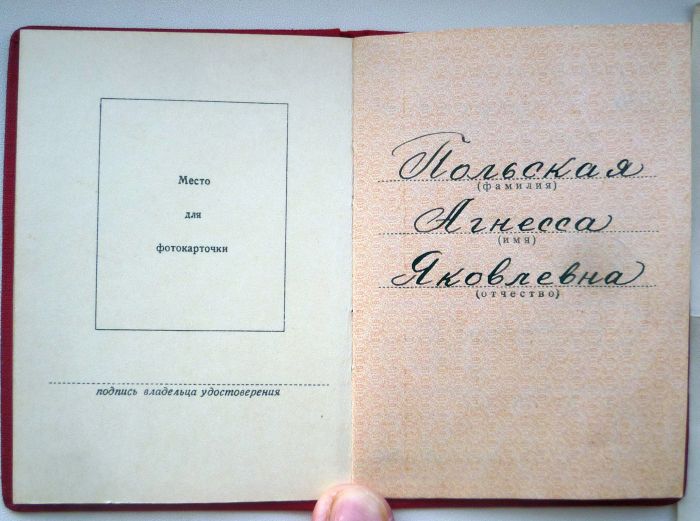 Место
для
фотокарточки
подпись владельца удостоверения
Польская
(фамилия)
Агнесса
(имя)
Яковлевна
(отчество)